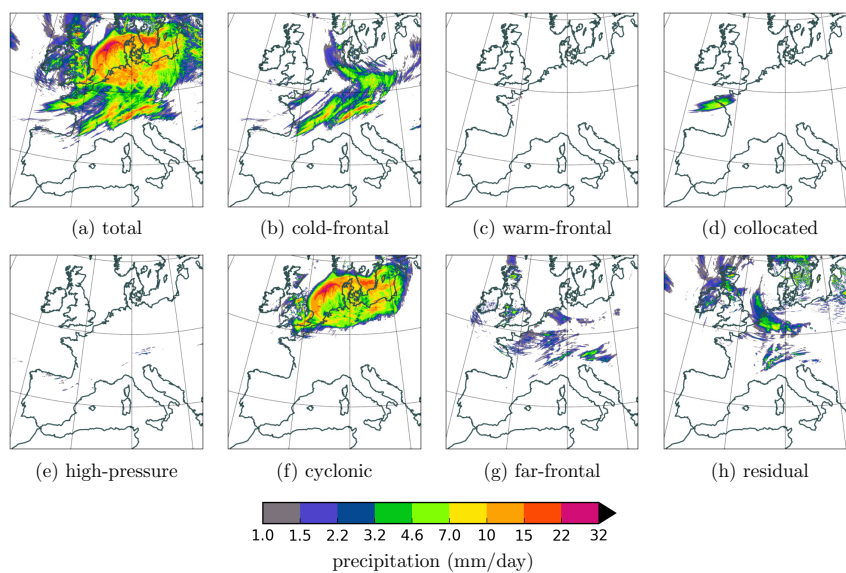 (a) total
(b) cold-frontal
(c) warm-frontal
(d) collocated
(e) high-pressure
(f) cyclonic
(g) far-frontal
(h) residual
1.0 1.5 2.2 3.2 4.6 7.0 10 15 22 32
precipitation (mm/day)